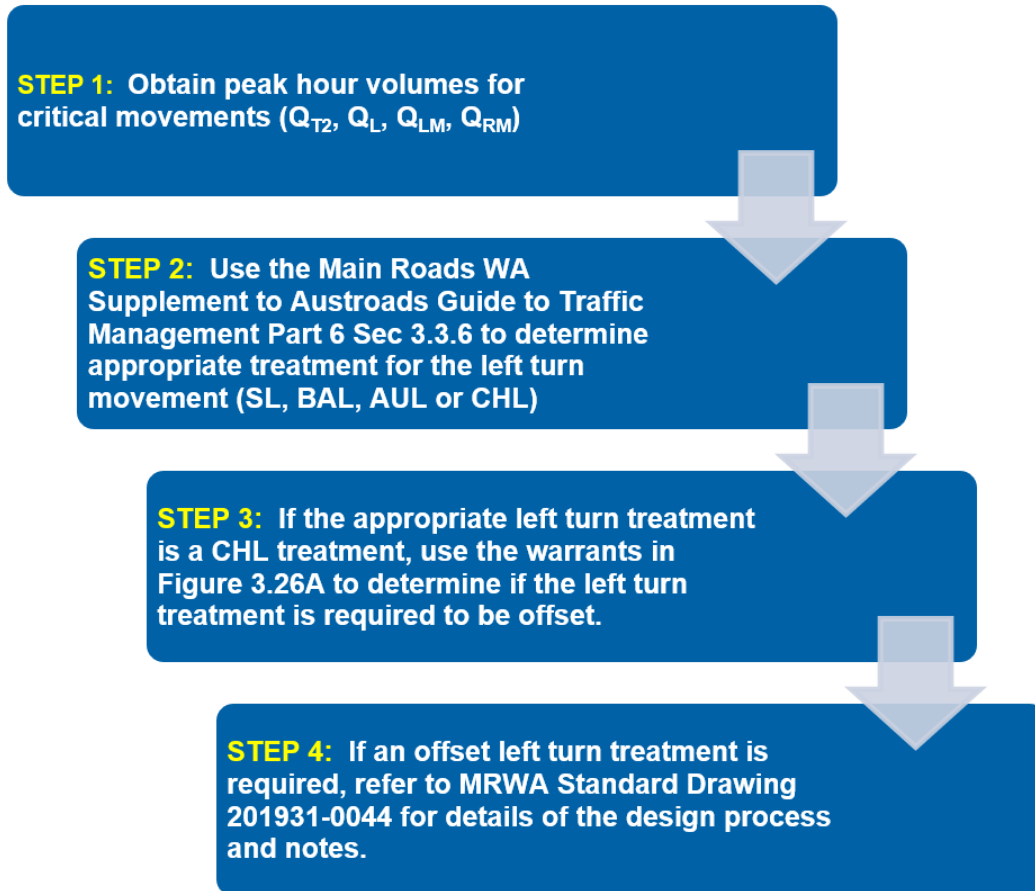 STEP 1: Obtain peak hour volumes for
critical movements (QT2, QL, QLM, QRM)
STEP 2: Use the Main Roads WA
Supplement to Austroads Guide to Traffic
Management Part 6 Sec 3.3.6 to determine
appropriate treatment for the left turn
movement (SL, BAL, AUL or CHL)
STEP 3: If the appropriate left turn treatment
is a CHL treatment, use the warrants in
Figure 3.26A to determine if the left turn
treatment is required to be offset.
STEP 4: If an offset left turn treatment is
required, refer to MRWA Standard Drawing
201931-0044 for details of the design process
and notes.